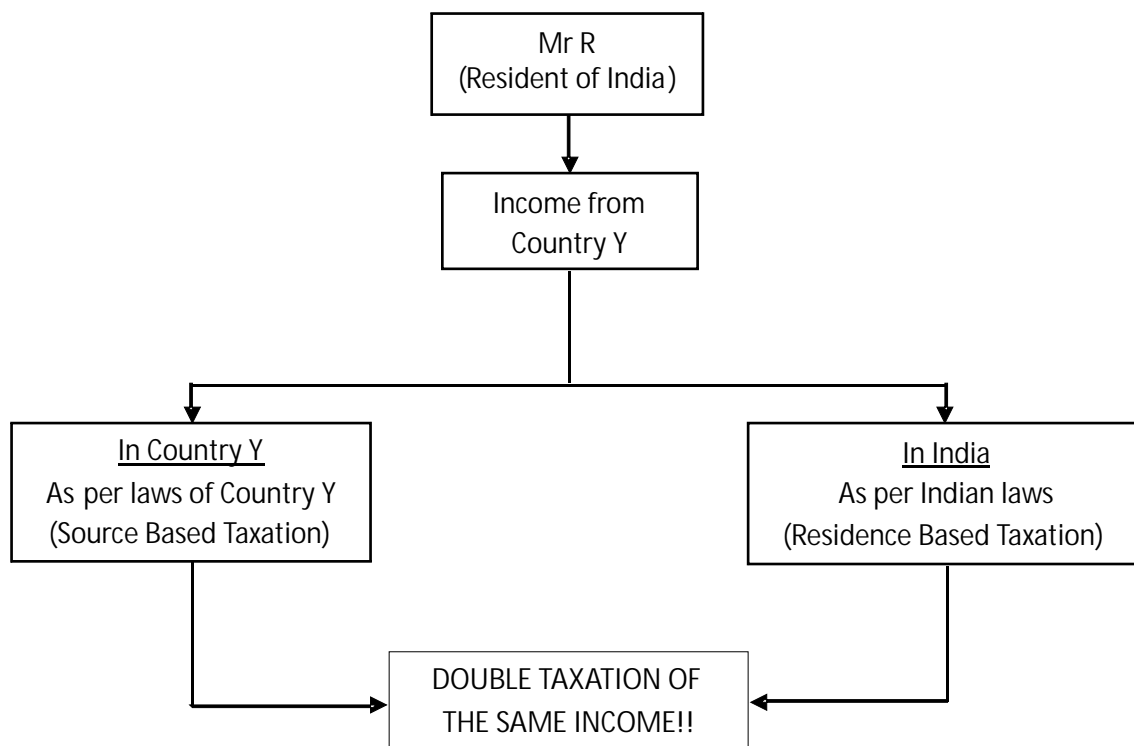 Mr R
(Resident of India)
Income from
Country Y
In Country Y
As per laws of Country Y
(Source Based Taxation)
In India
As per Indian laws
(Residence Based Taxation)
DOUBLE TAXATION OF
THE SAME INCOME!!